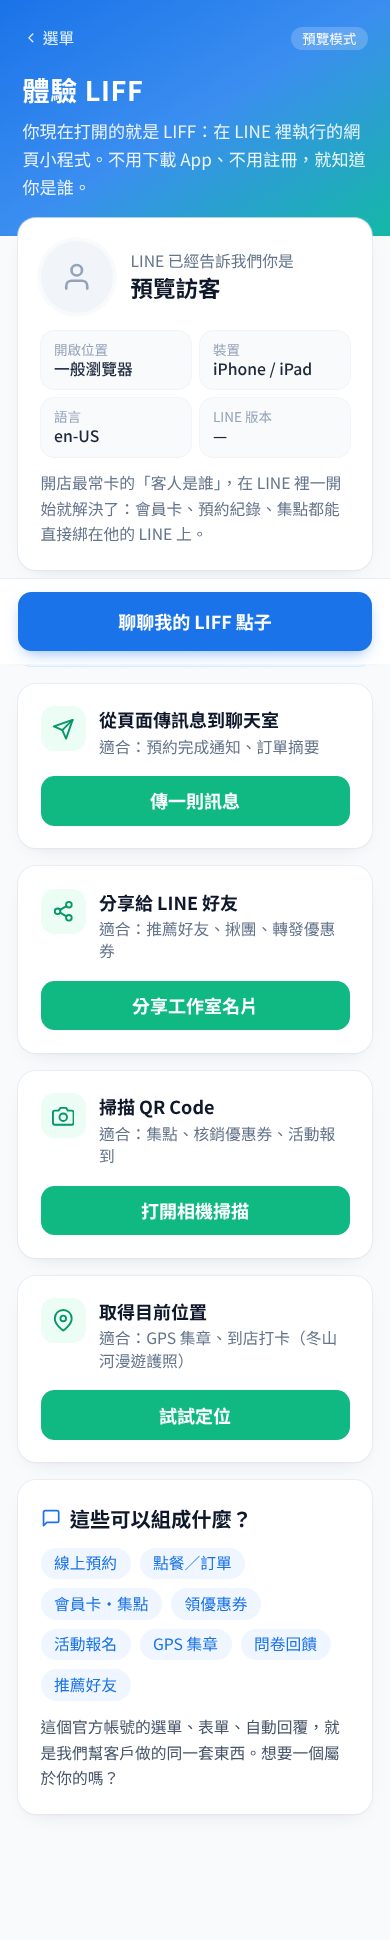 選單
預覽模式
體驗 LIFF
你現在打開的就是 LIFF：在 LINE 裡執行的網
頁小程式。不用下載 App、不用註冊，就知道
你是誰。
LINE 已經告訴我們你是
預覽訪客
開啟位置
一般瀏覽器
裝置
iPhone / iPad
語言
en-US
LINE 版本
—
開店最常卡的「客人是誰」，在 LINE 裡一開
始就解決了：會員卡、預約紀錄、集點都能
直接綁在他的 LINE 上。
聊聊我的 LIFF 點子
從頁面傳訊息到聊天室
適合：預約完成通知、訂單摘要
傳一則訊息
分享給 LINE 好友
適合：推薦好友、揪團、轉發優惠
券
分享工作室名片
掃描 QR Code
適合：集點、核銷優惠券、活動報
到
打開相機掃描
取得目前位置
適合：GPS 集章、到店打卡（冬山
河漫遊護照）
試試定位
這些可以組成什麼？
線上預約
點餐／訂單
會員卡・集點
領優惠券
活動報名
GPS 集章
問卷回饋
推薦好友
這個官方帳號的選單、表單、自動回覆，就
是我們幫客戶做的同一套東西。想要一個屬
於你的嗎？